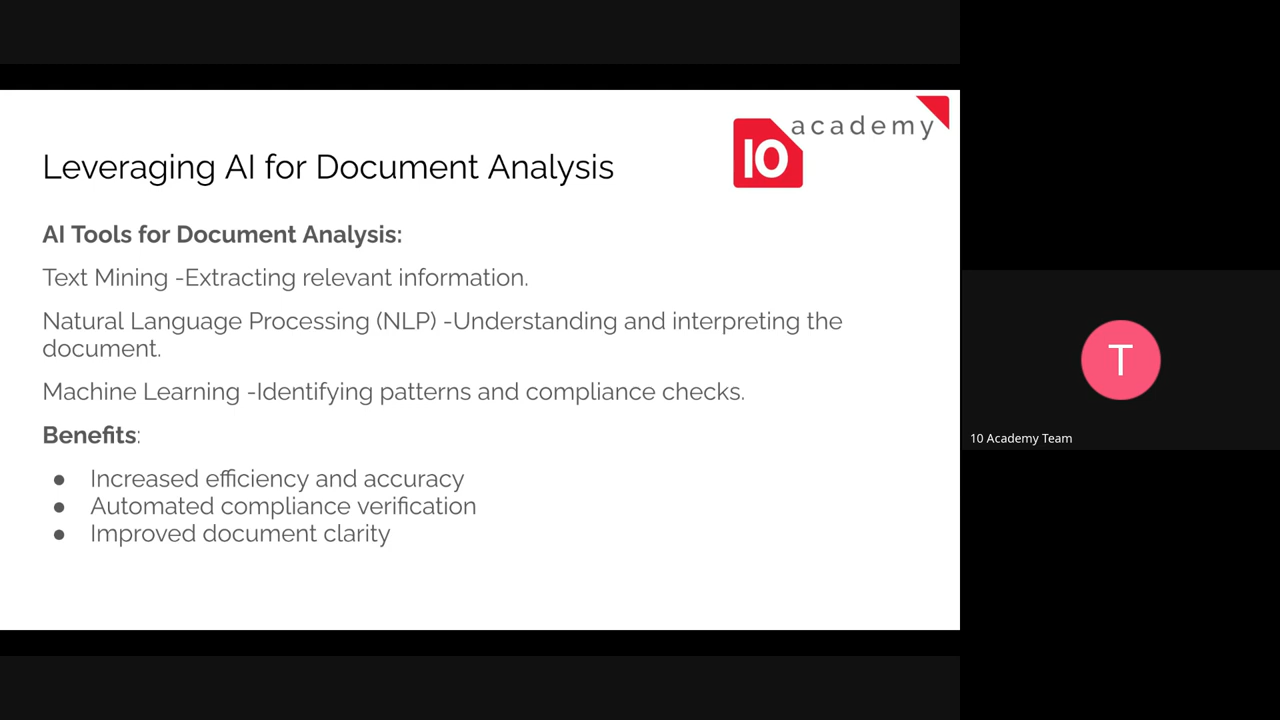 10 academy
Leveraging AI for Document Analysis
AI Tools for Document Analysis:
Text Mining -Extracting relevant information.
Natural Language Processing (NLP) -Understanding and interpreting the
document.
Machine Learning -Identifying patterns and compliance checks.
Benefits:
● Increased efficiency and accuracy
● Automated compliance verification
● Improved document clarity
T
10 Academy Team